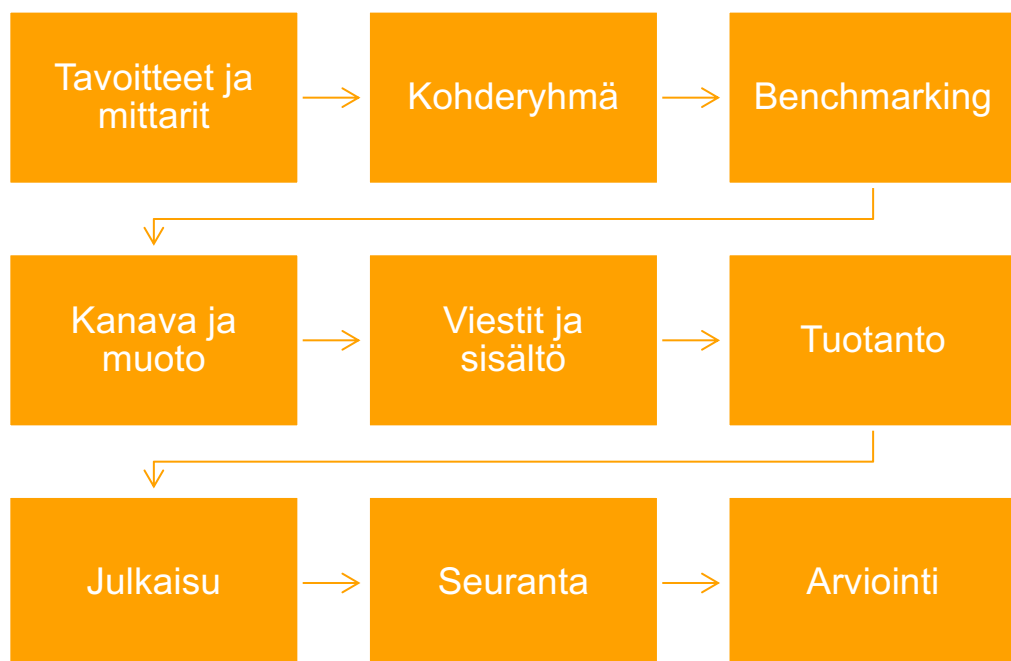 Tavoitteet ja
mittarit
Kohderyhmä
Benchmarking
Kanava ja
muoto
Viestit ja
sisältö
Tuotanto
Julkaisu
Seuranta
Arviointi